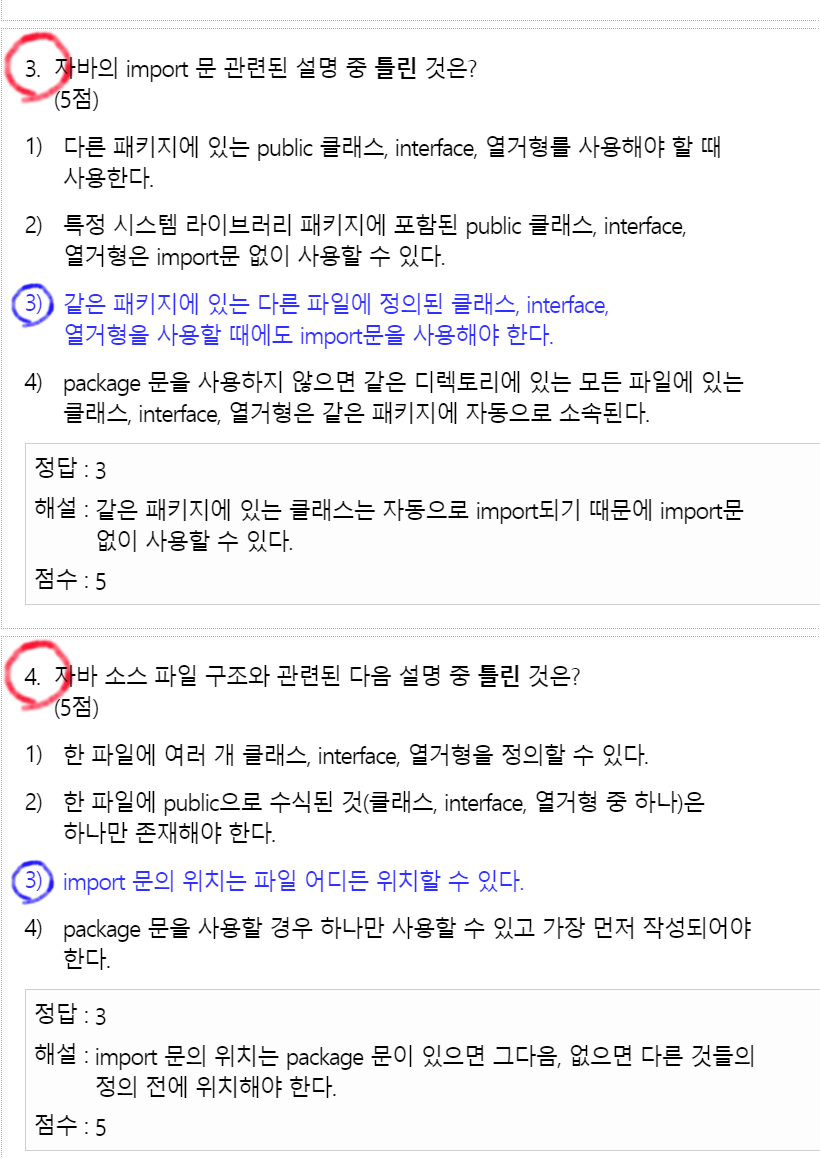 3. 자바의 import 문 관련된 설명 중 틀린 것은?
(5점)
1) 다른 패키지에 있는 public 클래스, interface, 열거형를 사용해야 할 때
사용한다.
2) 특정 시스템 라이브러리 패키지에 포함된 public 클래스, interface,
열거형은 import문 없이 사용할 수 있다.
3) 같은 패키지에 있는 다른 파일에 정의된 클래스, interface,
열거형을 사용할 때에도 import문을 사용해야 한다.
4) package 문을 사용하지 않으면 같은 디렉토리에 있는 모든 파일에 있는
클래스, interface, 열거형은 같은 패키지에 자동으로 소속된다.
정답 : 3
해설 : 같은 패키지에 있는 클래스는 자동으로 import되기 때문에 import문
없이 사용할 수 있다.
점수 : 5
4. 자바 소스 파일 구조와 관련된 다음 설명 중 틀린 것은?
(5점)
1) 한 파일에 여러 개 클래스, interface, 열거형을 정의할 수 있다.
2) 한 파일에 public으로 수식된 것(클래스, interface, 열거형 중 하나)은
하나만 존재해야 한다.
3) import 문의 위치는 파일 어디든 위치할 수 있다.
4) package 문을 사용할 경우 하나만 사용할 수 있고 가장 먼저 작성되어야
한다.
정답 : 3
해설 : import 문의 위치는 package 문이 있으면 그다음, 없으면 다른 것들의
정의 전에 위치해야 한다.
점수 : 5